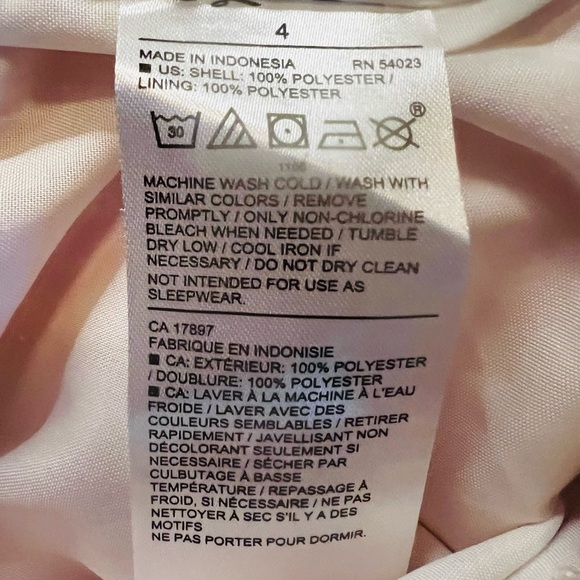 4
MADE IN INDONESIA RN 54023
US: SHELL: 100% POLYESTER /
LINING: 100% POLYESTER
30
®
MACHINE WASH COLD / WASH WITH
SIMILAR COLORS / REMOVE
PROMPTLY / ONLY NON-CHLORINE
BLEACH WHEN NEEDED / TUMBLE
DRY LOW / COOL IRON IF
NECESSARY / DO NOT DRY CLEAN
NOT INTENDED FOR USE AS
SLEEPWEAR.
CA 17897
FABRIQUE EN INDONISIE
CA: EXTÉRIEUR: 100% POLYESTER
/ DOUBLURE: 100% POLYESTER
CA: LAVER À LA MACHINE À L'EAU
FROIDE / LAVER AVEC DES
COULEURS SEMBLABLES / RETIRER
RAPIDEMENT / JAVELLISANT NON
DÉCOLORANT SEULEMENT SI
NECESSAIRE / SÉCHER PAR
CULBUTAGE À BASSE
TEMPÉRATURE / REPASSAGE À
FROID, SI NÉCESSAIRE / NE PAS
NETTOYER À SEC S'IL Y A DES
MOTIFS
NE PAS PORTER POUR DORMIR.